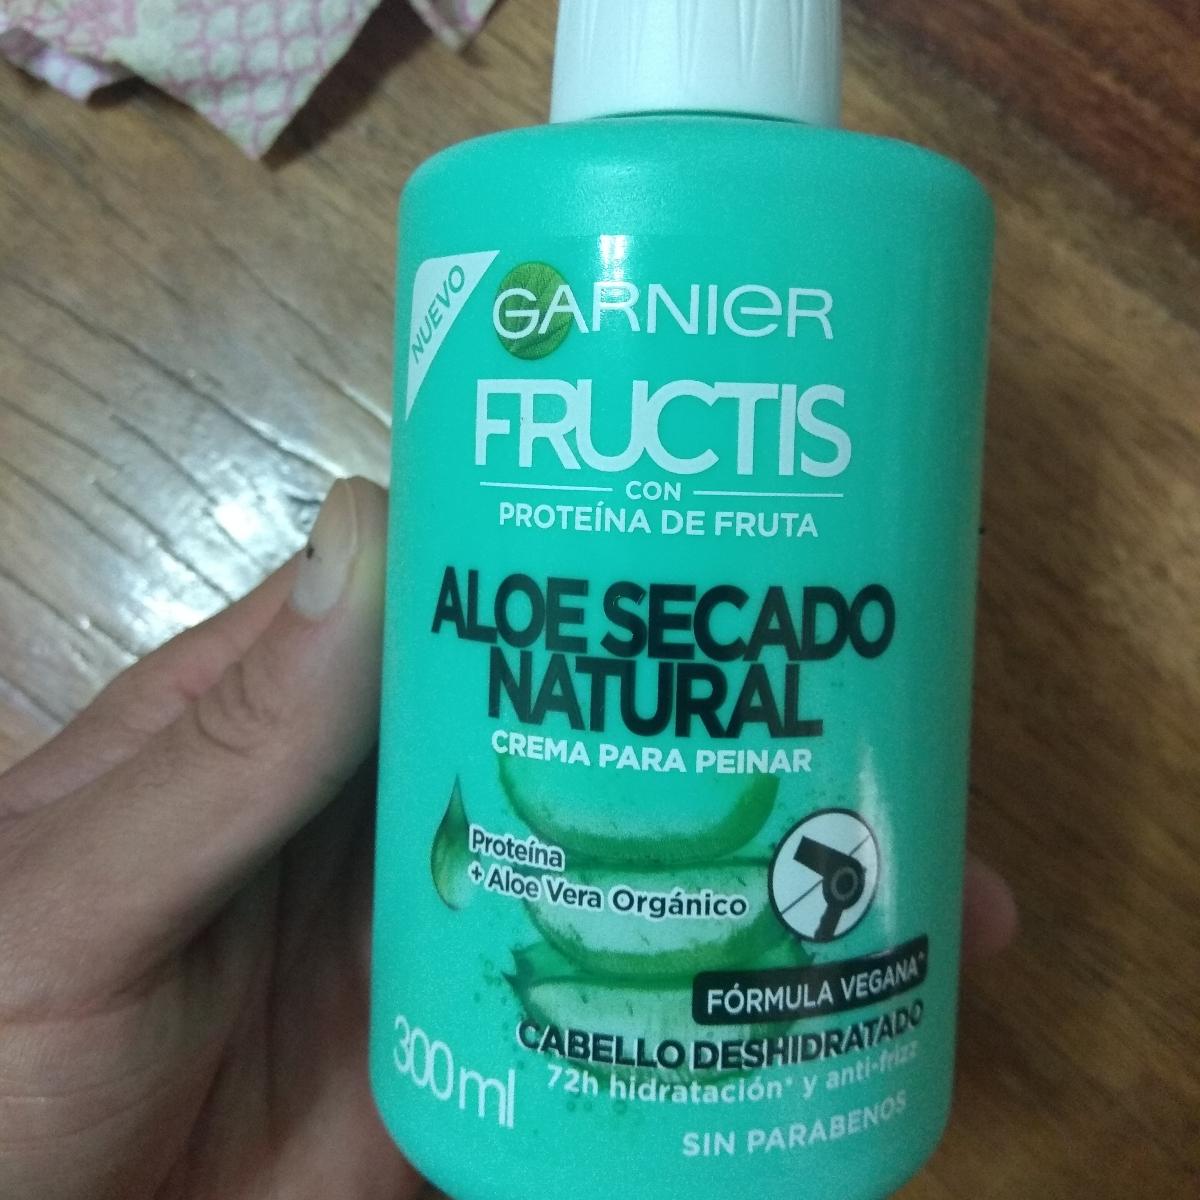 NUEVO
GARNIER
FRUCTIS
CON
PROTEÍNA DE FRUTA
ALOE SECADO
NATURAL
CREMA PARA PEINAR
Proteína
+ Aloe Vera Orgánico
FÓRMULA VEGANA^
CABELLO DESHIDRATADO
72h hidratación* y anti-frizz
300ml
SIN PARABENOS